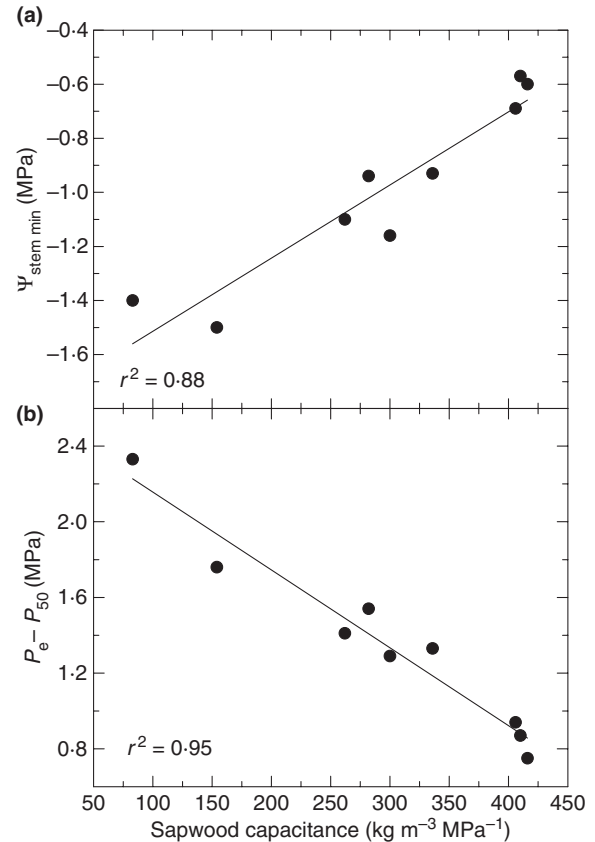 (a)
−0·4
−0·6
−0·8
−1·0
−1·2
−1·4
−1·6
Ψstem min (MPa)
r² = 0·88
(b)
2·4
2·0
1·6
1·2
0·8
Pe − P50 (MPa)
r² = 0·95
50 100 150 200 250 300 350 400 450
Sapwood capacitance (kg m−3 MPa−1)